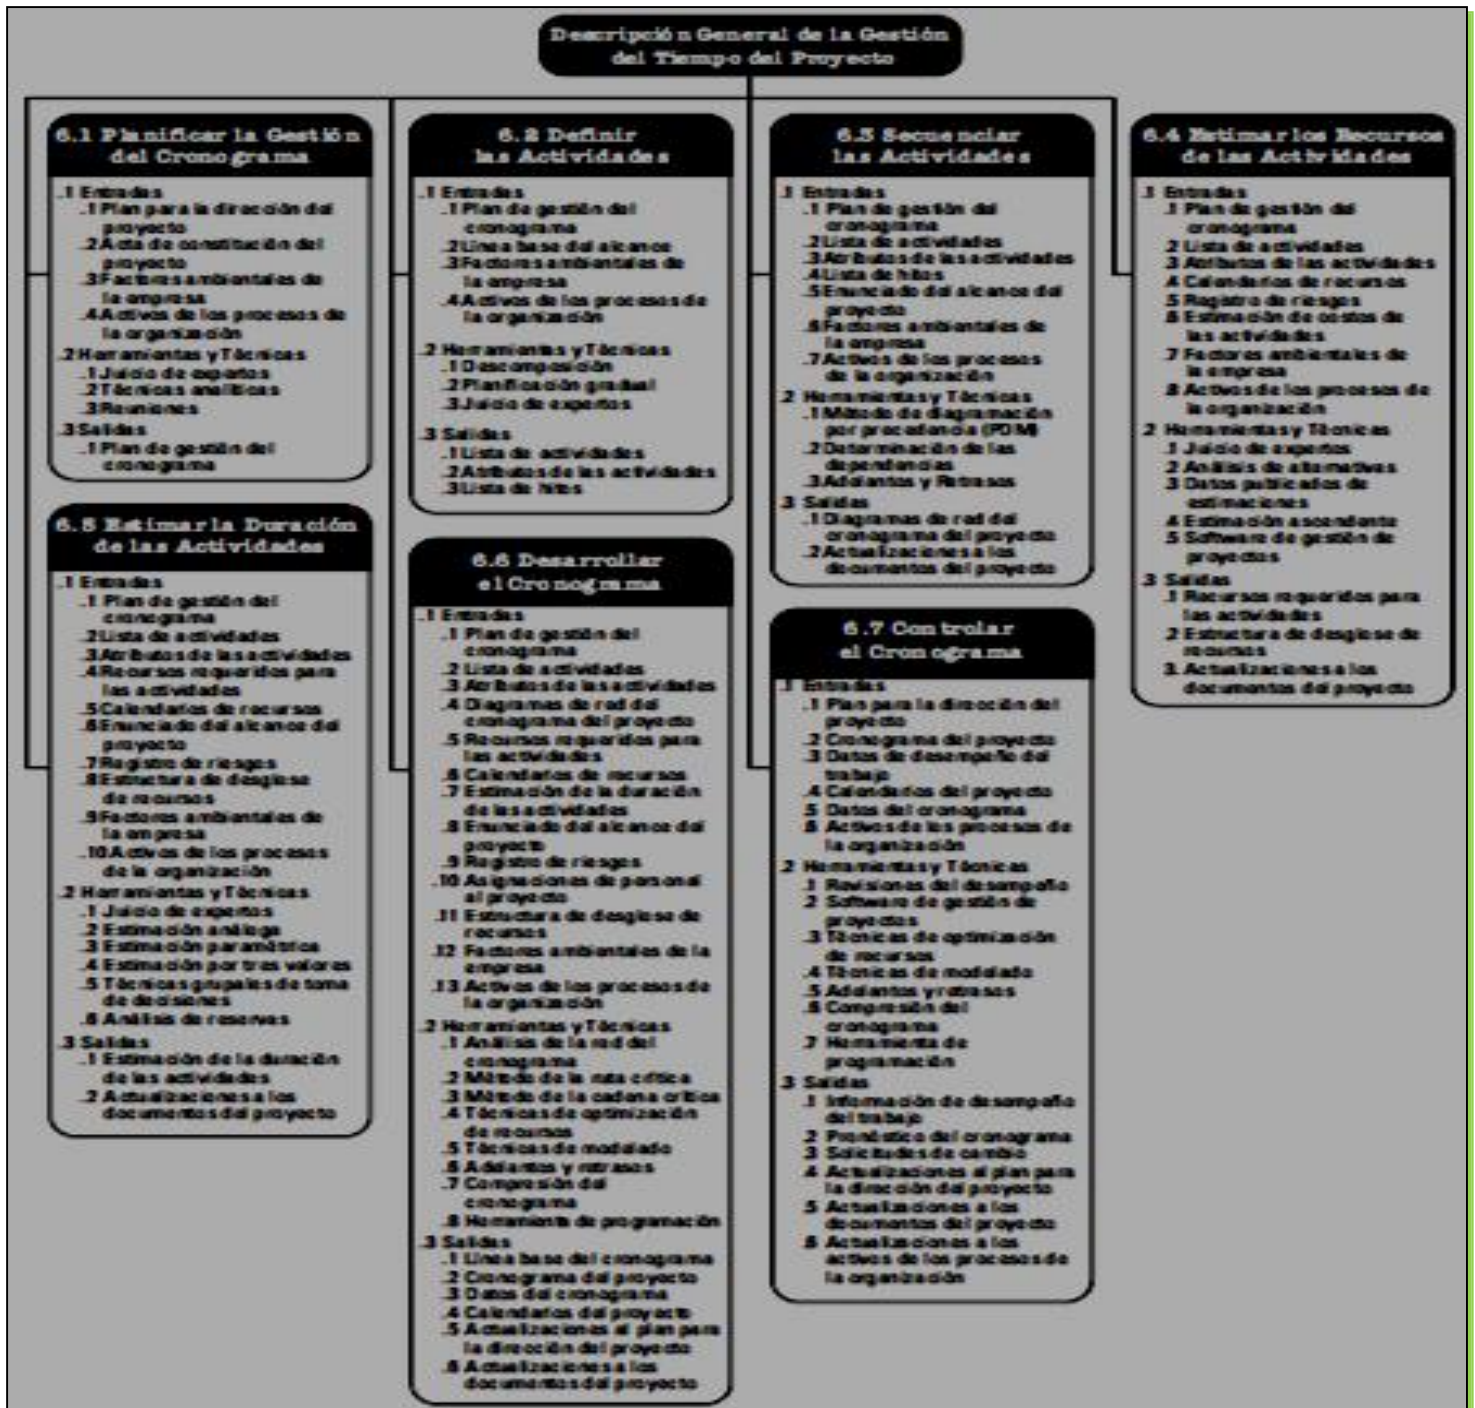 Descripción General de la Gestión
del Tiempo del Proyecto
6.1 Planificar la Gestión
del Cronograma
.1 Entradas
.1 Plan para la dirección del
proyecto
.2 Acta de constitución del
proyecto
.3 Factores ambientales de
la empresa
.4 Activos de los procesos de
la organización
.2 Herramientas y Técnicas
.1 Juicio de expertos
.2 Técnicas analíticas
.3 Reuniones
.3 Salidas
.1 Plan de gestión del
cronograma
6.2 Definir
las Actividades
.1 Entradas
.1 Plan de gestión del
cronograma
.2 Línea base del alcance
.3 Factores ambientales de
la empresa
.4 Activos de los procesos de
la organización
.2 Herramientas y Técnicas
.1 Descomposición
.2 Planificación gradual
.3 Juicio de expertos
.3 Salidas
.1 Lista de actividades
.2 Atributos de las actividades
.3 Lista de hitos
6.3 Secuenciar
las Actividades
.1 Entradas
.1 Plan de gestión del
cronograma
.2 Lista de actividades
.3 Atributos de las actividades
.4 Lista de hitos
.5 Enunciado del alcance del
proyecto
.6 Factores ambientales de
la empresa
.7 Activos de los procesos
de la organización
.2 Herramientas y Técnicas
.1 Método de diagramación
por precedencia (PDM)
.2 Determinación de las
dependencias
.3 Adelantos y Retrasos
.3 Salidas
.1 Diagramas de red del
cronograma del proyecto
.2 Actualizaciones a los
documentos del proyecto
6.4 Estimar los Recursos
de las Actividades
.1 Entradas
.1 Plan de gestión del
cronograma
.2 Lista de actividades
.3 Atributos de las actividades
.4 Calendarios de recursos
.5 Registro de riesgos
.6 Estimación de costos de
las actividades
.7 Factores ambientales de
la empresa
.8 Activos de los procesos de
la organización
.2 Herramientas y Técnicas
.1 Juicio de expertos
.2 Análisis de alternativas
.3 Datos publicados de
estimaciones
.4 Estimación ascendente
.5 Software de gestión de
proyectos
.3 Salidas
.1 Recursos requeridos para
las actividades
.2 Estructura de desglose de
recursos
3. Actualizaciones a los
documentos del proyecto
6.5 Estimar la Duración
de las Actividades
.1 Entradas
.1 Plan de gestión del
cronograma
.2 Lista de actividades
.3 Atributos de las actividades
.4 Recursos requeridos para
las actividades
.5 Calendarios de recursos
.6 Enunciado del alcance del
proyecto
.7 Registro de riesgos
.8 Estructura de desglose
de recursos
.9 Factores ambientales de
la empresa
.10 Activos de los procesos
de la organización
.2 Herramientas y Técnicas
.1 Juicio de expertos
.2 Estimación análoga
.3 Estimación paramétrica
.4 Estimación por tres valores
.5 Técnicas grupales de toma
de decisiones
.6 Análisis de reservas
.3 Salidas
.1 Estimación de la duración
de las actividades
.2 Actualizaciones a los
documentos del proyecto
6.6 Desarrollar
el Cronograma
.1 Entradas
.1 Plan de gestión del
cronograma
.2 Lista de actividades
.3 Atributos de las actividades
.4 Diagramas de red del
cronograma del proyecto
.5 Recursos requeridos para
las actividades
.6 Calendarios de recursos
.7 Estimación de la duración
de las actividades
.8 Enunciado del alcance del
proyecto
.9 Registro de riesgos
.10 Asignaciones de personal
al proyecto
.11 Estructura de desglose de
recursos
.12 Factores ambientales de la
empresa
.13 Activos de los procesos de
la organización
.2 Herramientas y Técnicas
.1 Análisis de la red del
cronograma
.2 Método de la ruta crítica
.3 Método de la cadena crítica
.4 Técnicas de optimización
de recursos
.5 Técnicas de modelado
.6 Adelantos y retrasos
.7 Compresión del
cronograma
.8 Herramienta de programación
.3 Salidas
.1 Línea base del cronograma
.2 Cronograma del proyecto
.3 Datos del cronograma
.4 Calendarios del proyecto
.5 Actualizaciones al plan para
la dirección del proyecto
.6 Actualizaciones a los
documentos del proyecto
6.7 Controlar
el Cronograma
.1 Entradas
.1 Plan para la dirección del
proyecto
.2 Cronograma del proyecto
.3 Datos de desempeño del
trabajo
.4 Calendarios del proyecto
.5 Datos del cronograma
.6 Activos de los procesos de
la organización
.2 Herramientas y Técnicas
.1 Revisiones del desempeño
.2 Software de gestión de
proyectos
.3 Técnicas de optimización
de recursos
.4 Técnicas de modelado
.5 Adelantos y retrasos
.6 Compresión del
cronograma
.7 Herramienta de
programación
.3 Salidas
.1 Información de desempeño
del trabajo
.2 Pronóstico del cronograma
.3 Solicitudes de cambio
.4 Actualizaciones al plan para
la dirección del proyecto
.5 Actualizaciones a los
documentos del proyecto
.6 Actualizaciones a los
activos de los procesos de
la organización